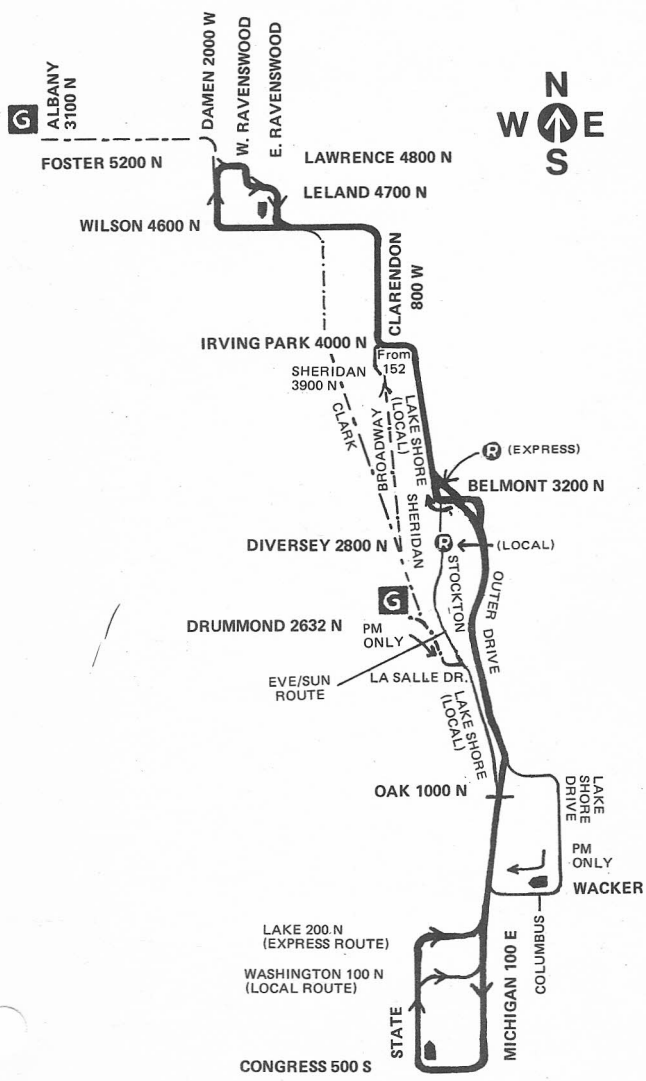 N
W E
S
G
ALBANY
3100 N
DAMEN 2000 W
W. RAVENSWOOD
E. RAVENSWOOD
FOSTER 5200 N
LAWRENCE 4800 N
LELAND 4700 N
WILSON 4600 N
CLARENDON
800 W
IRVING PARK 4000 N
From
152
SHERIDAN
3900 N
CLARK
BROADWAY
LAKE SHORE
(LOCAL)
SHERIDAN
R (EXPRESS)
BELMONT 3200 N
DIVERSEY 2800 N
R (LOCAL)
STOCKTON
OUTER DRIVE
G
DRUMMOND 2632 N
PM
ONLY
EVE/SUN
ROUTE
LA SALLE DR.
LAKE SHORE
(LOCAL)
OAK 1000 N
LAKE
SHORE
DRIVE
PM
ONLY
WACKER
COLUMBUS
LAKE 200 N
(EXPRESS ROUTE)
WASHINGTON 100 N
(LOCAL ROUTE)
STATE
MICHIGAN 100 E
CONGRESS 500 S